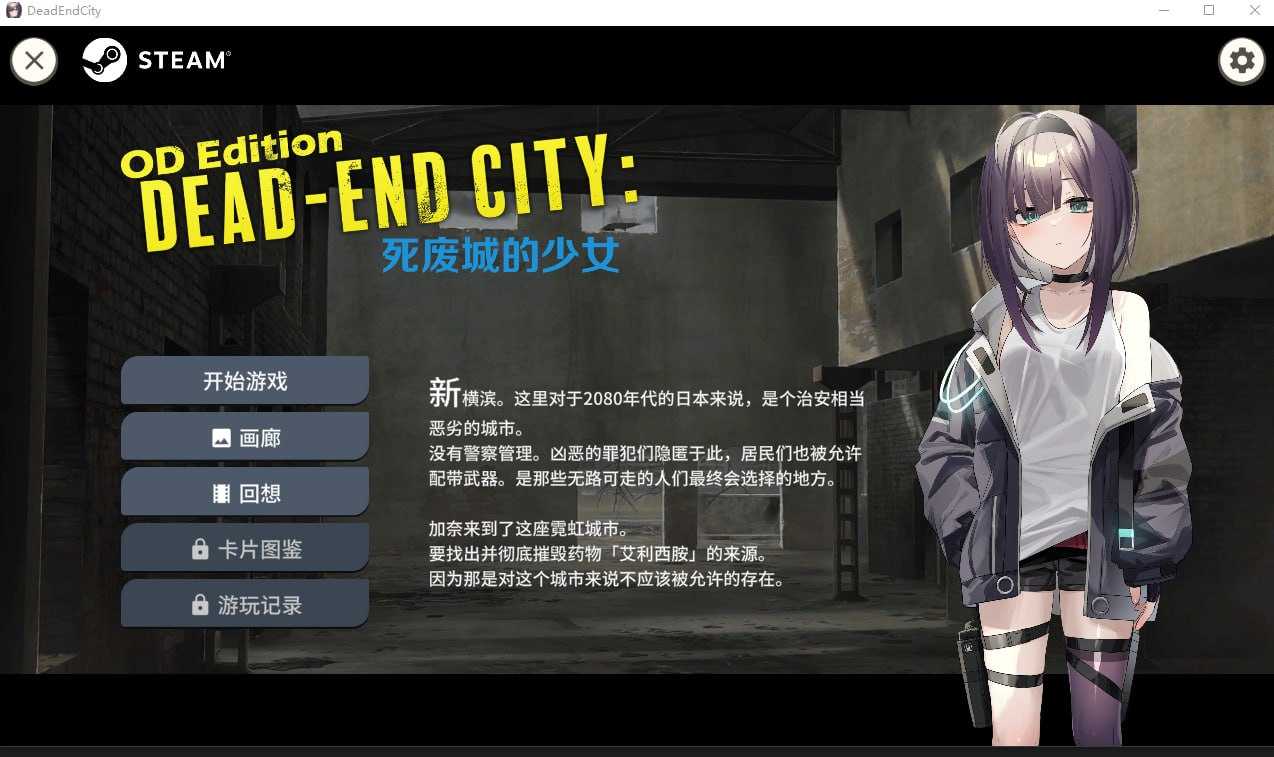 DeadEndCity
STEAM®
OD Edition
DEAD-END CITY:
死废城的少女
开始游戏
画廊
回想
卡片图鉴
游玩记录
新横滨。这里对于2080年代的日本来说，是个治安相当
恶劣的城市。
没有警察管理。凶恶的罪犯们隐匿于此，居民们也被允许
配带武器。是那些无路可走的人们最终会选择的地方。
加奈来到了这座霓虹城市。
要找出并彻底摧毁药物「艾利西胺」的来源。
因为那是对这个城市来说不应该被允许的存在。